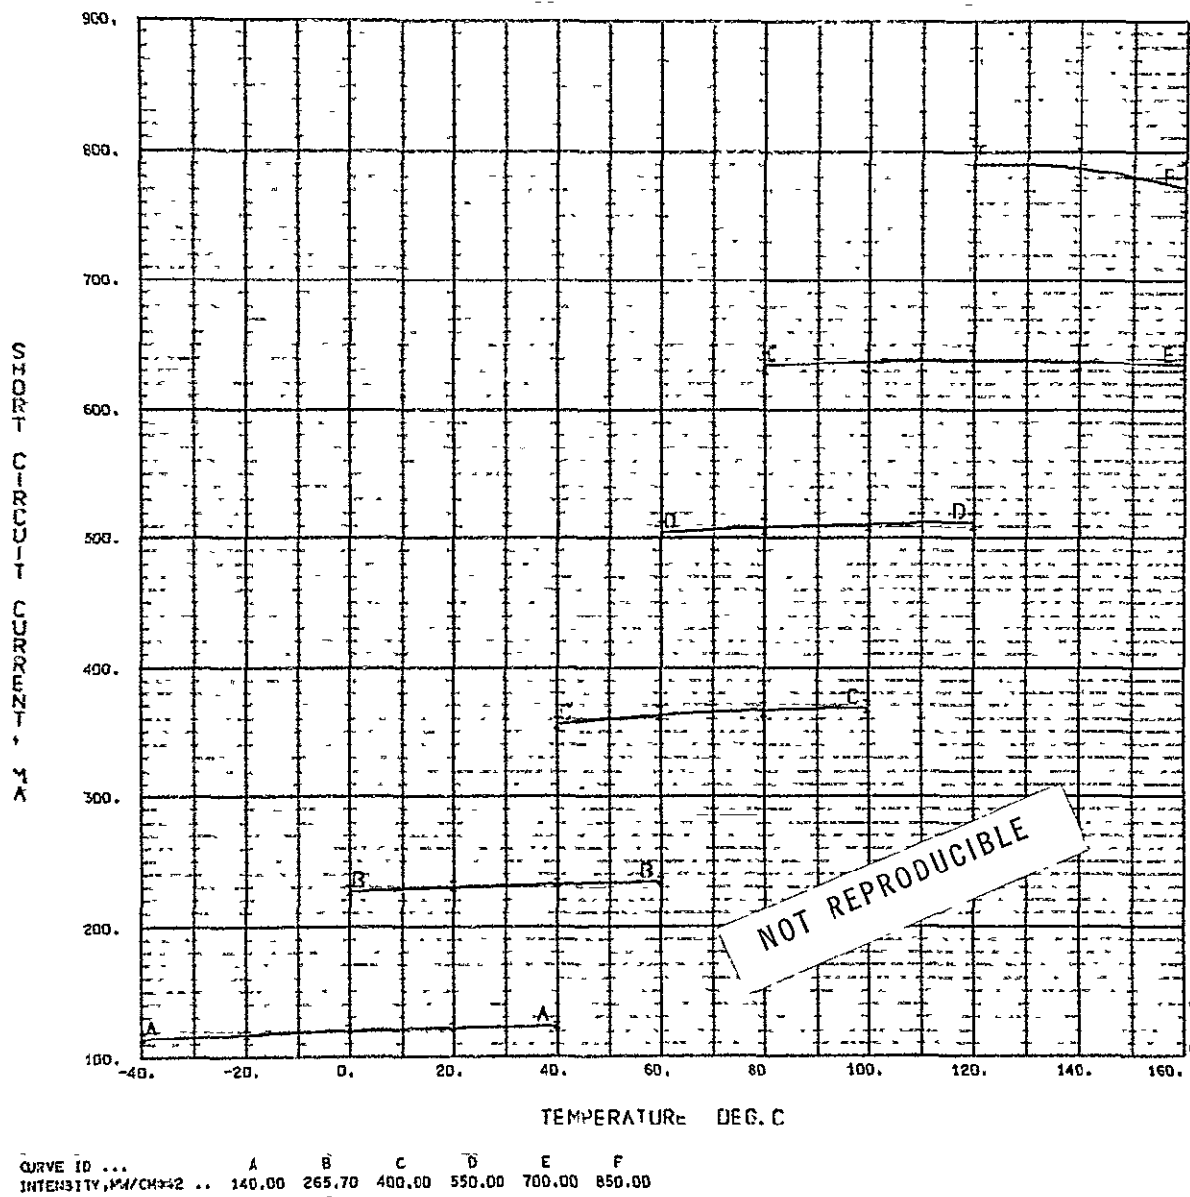 900.
800.
700.
600.
500.
400.
300.
200.
100.
SHORT CIRCUIT CURRENT, MA
F
F
E
D
D
C
B
B
A
A
NOT REPRODUCIBLE
-40. -20. 0. 20. 40. 60. 80 100. 120. 140. 160.
TEMPERATURE DEG.C
CURVE ID ... A B C D E F
INTENSITY,MW/CM**2 .. 140.00 265.70 400.00 550.00 700.00 850.00